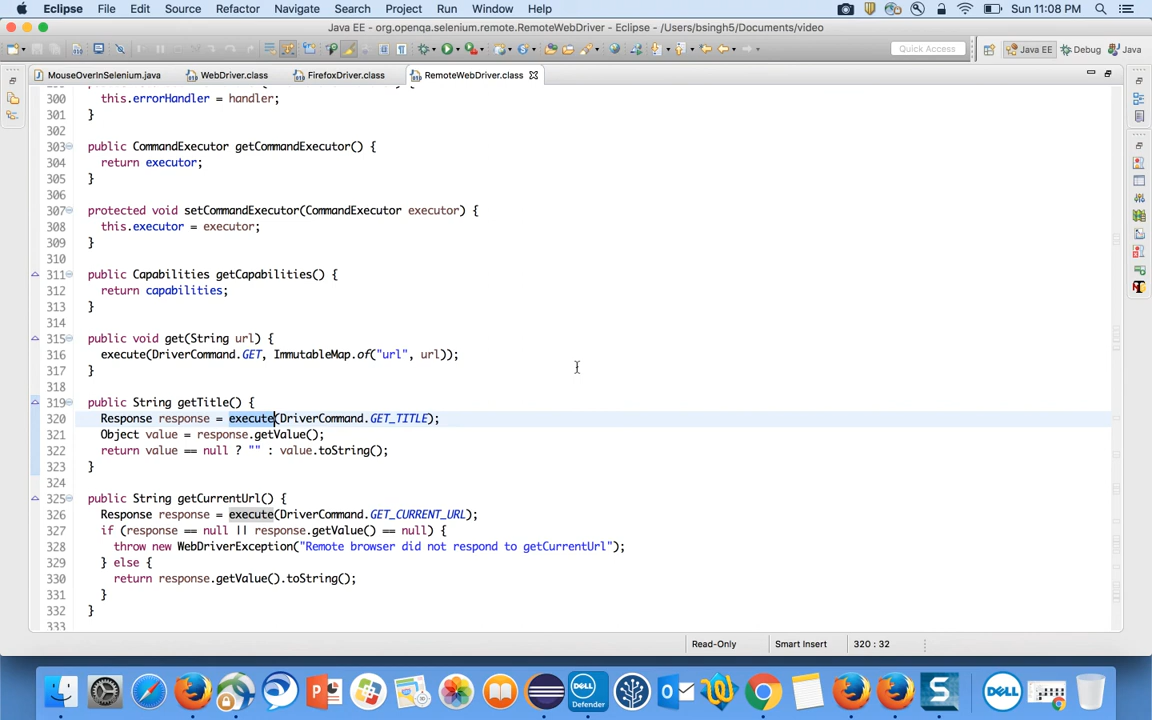 Eclipse File Edit Source Refactor Navigate Search Project Run Window Help Sun 11:08 PM
Java EE - org.openqa.selenium.remote.RemoteWebDriver - Eclipse - /Users/bsingh5/Documents/video
Quick Access Java EE Debug Java
MouseOverInSelenium.java WebDriver.class FirefoxDriver.class RemoteWebDriver.class
300 this.errorHandler = handler;
301 }
302
303 public CommandExecutor getCommandExecutor() {
304 return executor;
305 }
306
307 protected void setCommandExecutor(CommandExecutor executor) {
308 this.executor = executor;
309 }
310
311 public Capabilities getCapabilities() {
312 return capabilities;
313 }
314
315 public void get(String url) {
316 execute(DriverCommand.GET, ImmutableMap.of("url", url));
317 }
318
319 public String getTitle() {
320 Response response = execute(DriverCommand.GET_TITLE);
321 Object value = response.getValue();
322 return value == null ? "" : value.toString();
323 }
324
325 public String getCurrentUrl() {
326 Response response = execute(DriverCommand.GET_CURRENT_URL);
327 if (response == null || response.getValue() == null) {
328 throw new WebDriverException("Remote browser did not respond to getCurrentUrl");
329 } else {
330 return response.getValue().toString();
331 }
332 }
333
Read-Only Smart Insert 320 : 32
DELL Defender DELL